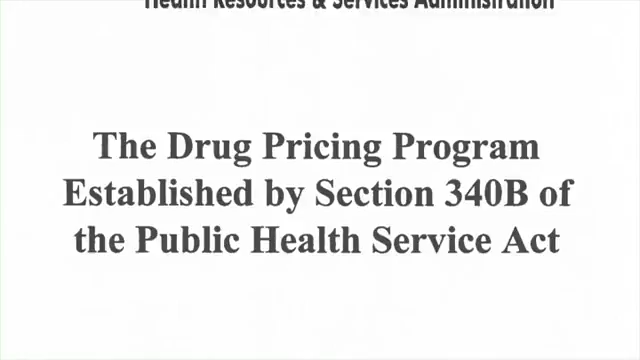 Health Resources & Services Administration
The Drug Pricing Program
Established by Section 340B of
the Public Health Service Act